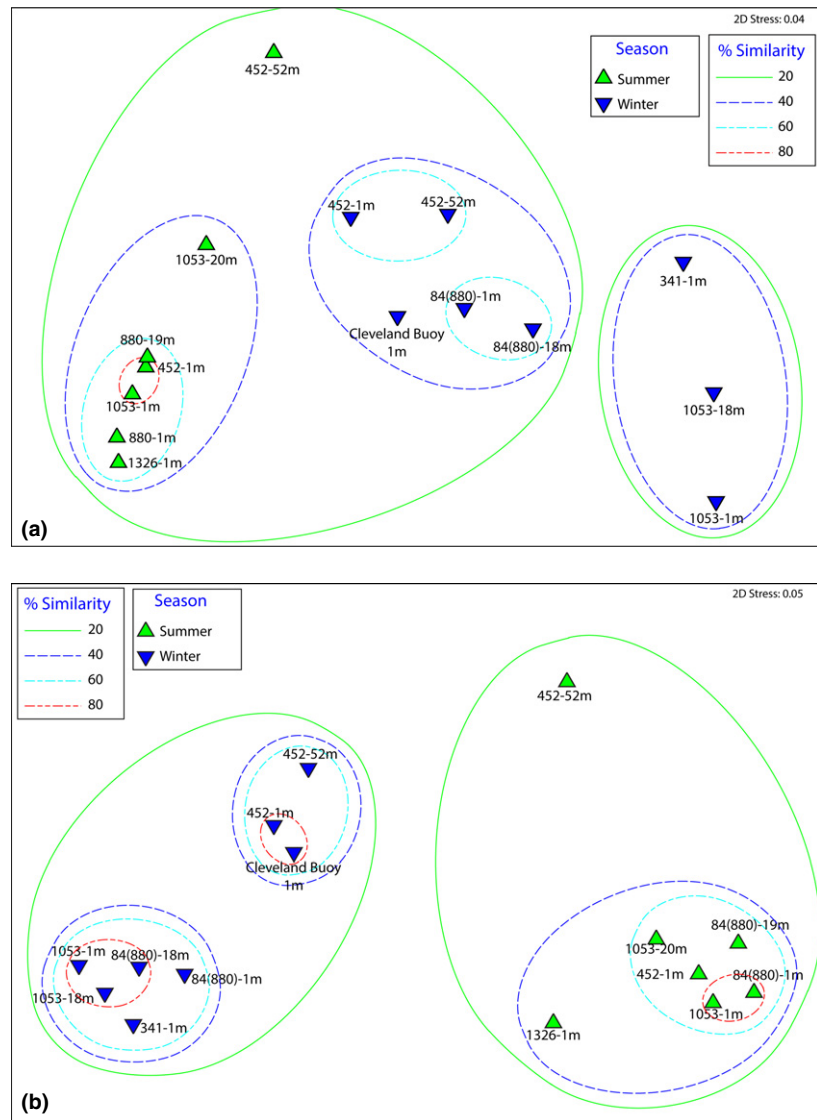 2D Stress: 0.04
Season
Summer
Winter
% Similarity
20
40
60
80
452-52m
452-1m
452-52m
1053-20m
341-1m
84(880)-1m
Cleveland Buoy
1m
84(880)-18m
880-19m
452-1m
1053-1m
1053-18m
880-1m
1326-1m
1053-1m
(a)
% Similarity
20
40
60
80
Season
Summer
Winter
2D Stress: 0.05
452-52m
452-52m
452-1m
Cleveland Buoy
1m
84(880)-19m
1053-20m
1053-1m
84(880)-18m
84(880)-1m
452-1m
84(880)-1m
1053-18m
1053-1m
341-1m
1326-1m
(b)